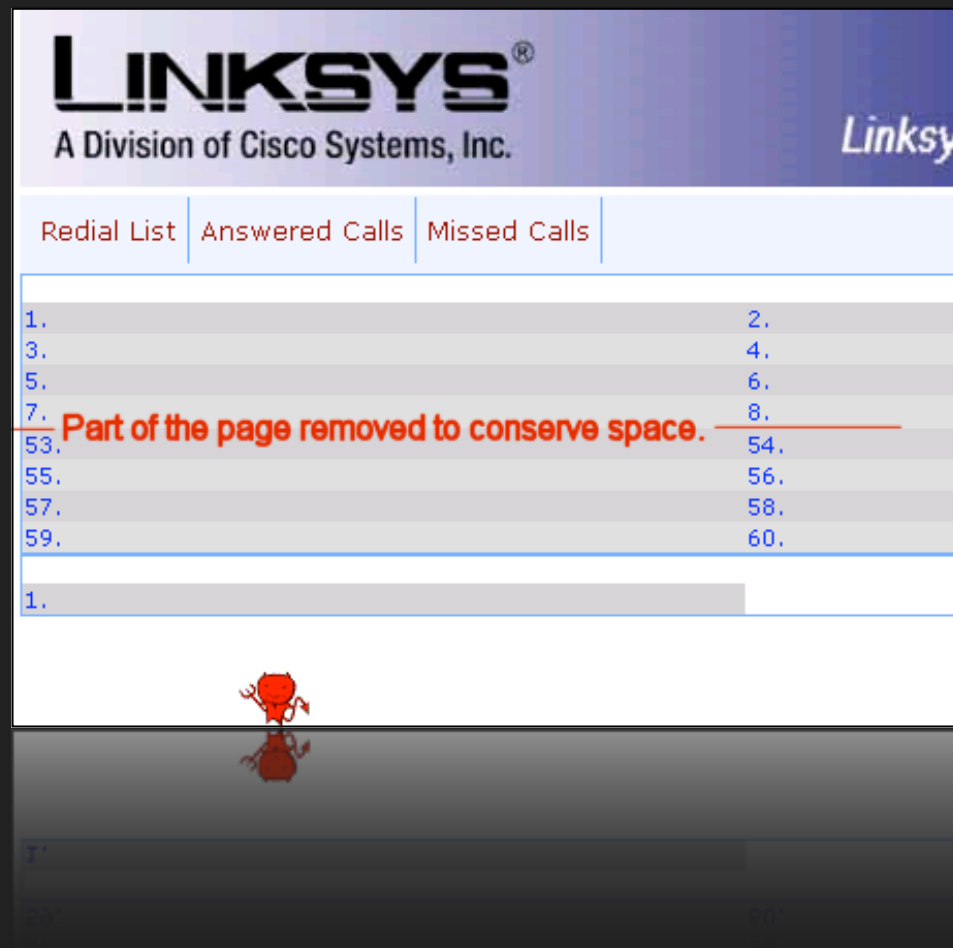 LINKSYS®
A Division of Cisco Systems, Inc.
Linksy
Redial List Answered Calls Missed Calls
1. 2.
3. 4.
5. 6.
7. 8.
Part of the page removed to conserve space.
53. 54.
55. 56.
57. 58.
59. 60.
1.